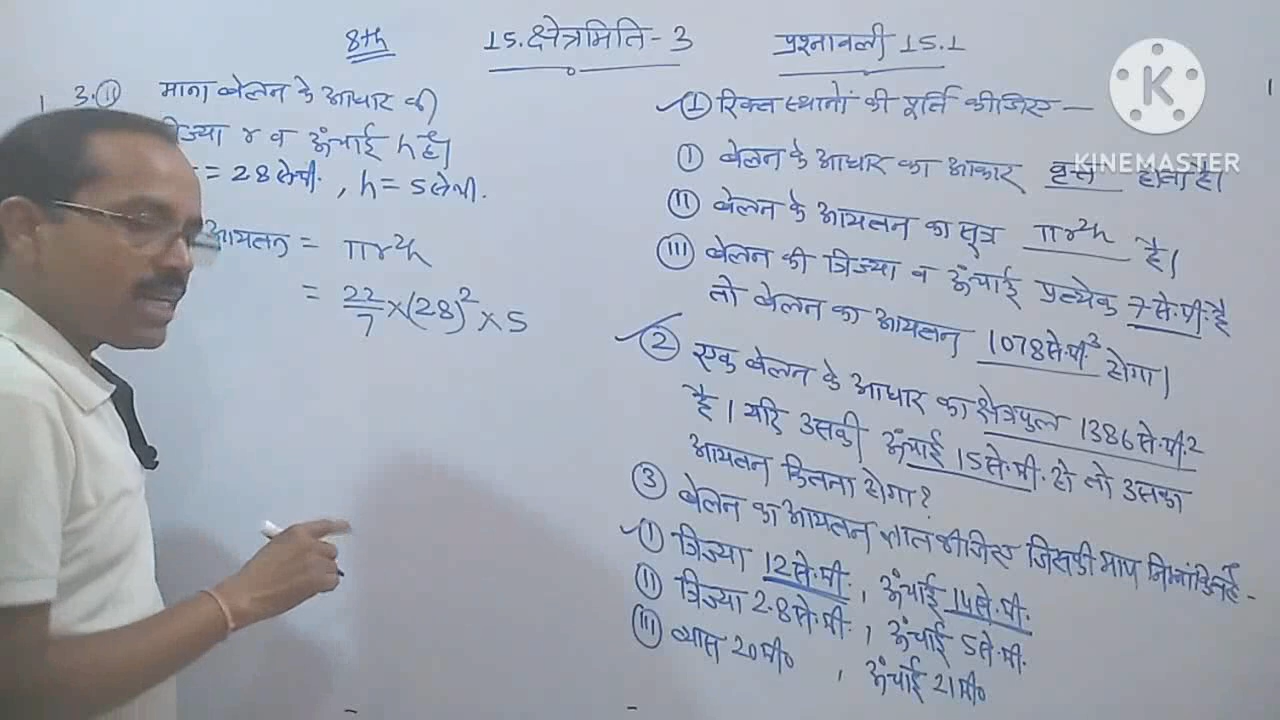 8th 15.क्षेत्रमिति-3 प्रश्नावली 15.1
3.(ii) माना बेलन के आधार की
त्रिज्या r व ऊँचाई h है।
= 28 सेमी. , h = 5 सेमी.
आयतन = πr²h
= 22/7 × (28)² × 5
(1) रिक्त स्थानों की पूर्ति कीजिए -
(i) बेलन के आधार का आकार वृत्त होता है।
(ii) बेलन के आयतन का सूत्र πr²h है।
(iii) बेलन की त्रिज्या व ऊँचाई प्रत्येक 7 से.मी. है
तो बेलन का आयतन 1078 से.मी³ होगा।
(2) एक बेलन के आधार का क्षेत्रफल 1386 से.मी.²
है। यदि उसकी ऊँचाई 15 से.मी. हो तो उसका
आयतन कितना होगा?
(3) बेलन का आयतन ज्ञात कीजिए जिसकी माप निम्नांकित है -
(i) त्रिज्या 12 से.मी. , ऊँचाई 14 से.मी.
(ii) त्रिज्या 2.8 से.मी. , ऊँचाई 5 से.मी.
(iii) व्यास 20 मी० , ऊँचाई 21 मी०
K
KINEMASTER